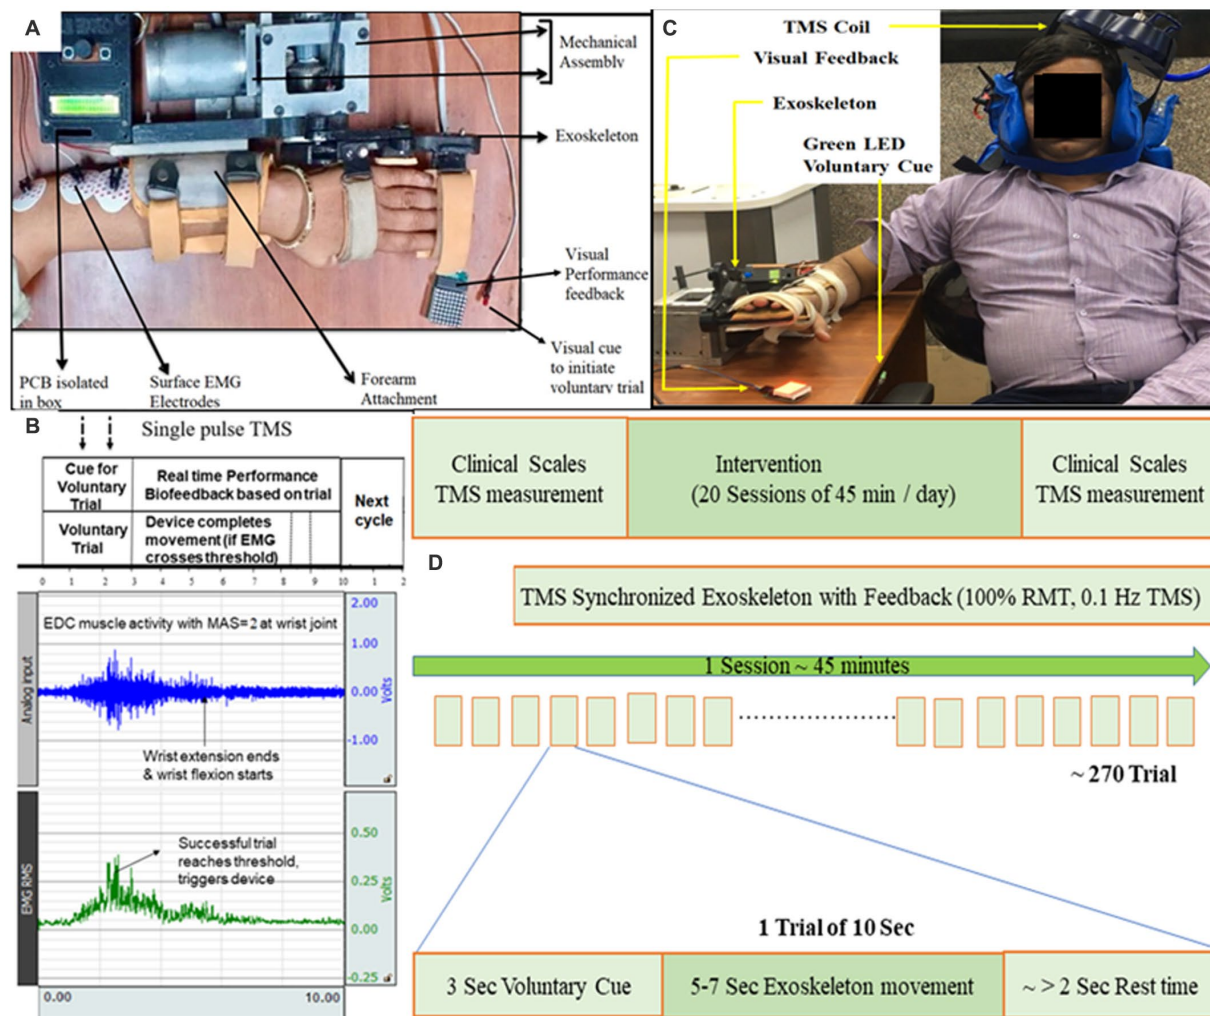 A
Mechanical
Assembly
Exoskeleton
Visual
Performance
feedback
Visual cue
to initiate
voluntary trial
PCB isolated
in box
Surface EMG
Electrodes
Forearm
Attachment
C
TMS Coil
Visual Feedback
Exoskeleton
Green LED
Voluntary Cue
B
Single pulse TMS
Cue for
Voluntary
Trial
Real time Performance
Biofeedback based on trial
Next
cycle
Voluntary
Trial
Device completes
movement (if EMG
crosses threshold)
0 1 2 3 4 5 6 7 8 9 10 1 2
EDC muscle activity with MAS=2 at wrist joint
Analog input
2.00
1.00
0.00
-1.00
Volts
Wrist extension ends
& wrist flexion starts
EMG RMS
Successful trial
reaches threshold,
triggers device
0.50
0.25
0.00
-0.25
Volts
0.00 10.00
Clinical Scales
TMS measurement
Intervention
(20 Sessions of 45 min / day)
Clinical Scales
TMS measurement
D
TMS Synchronized Exoskeleton with Feedback (100% RMT, 0.1 Hz TMS)
1 Session ~ 45 minutes
~ 270 Trial
1 Trial of 10 Sec
3 Sec Voluntary Cue
5-7 Sec Exoskeleton movement
~ > 2 Sec Rest time